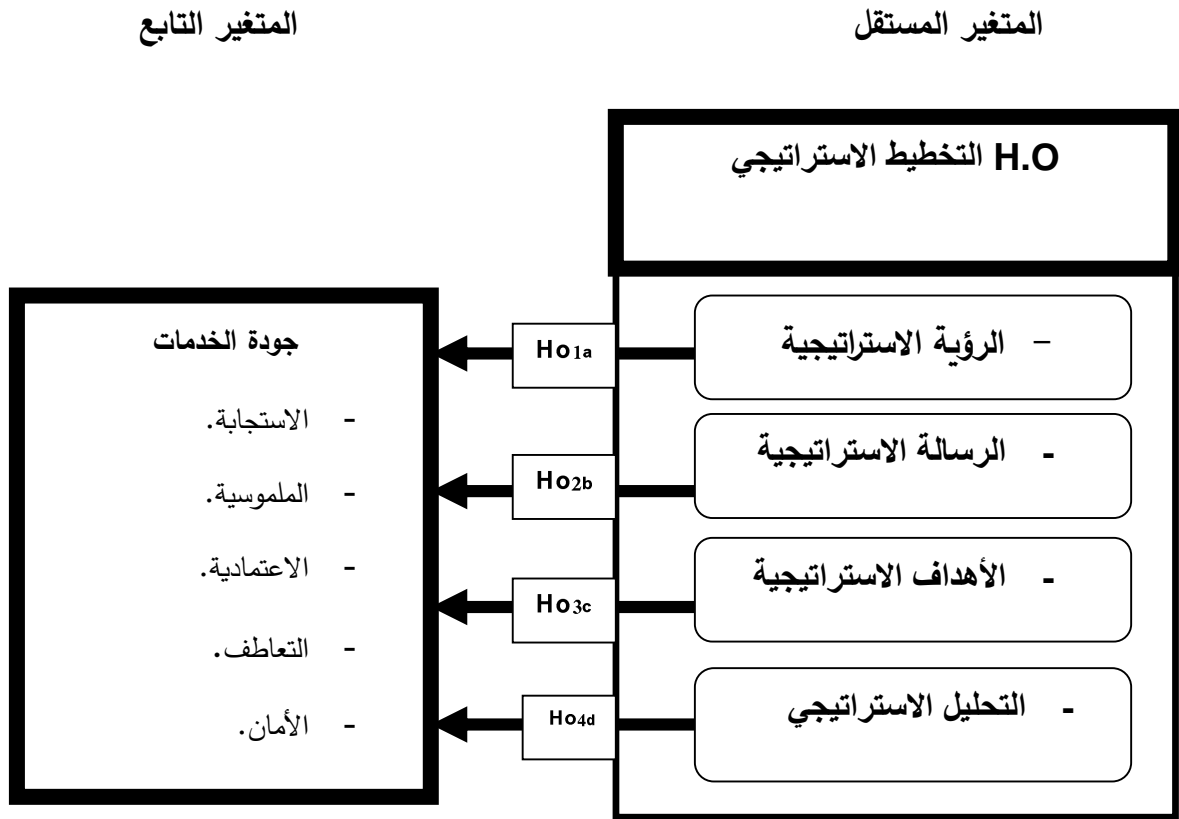 المتغير المستقل
المتغير التابع
H.O التخطيط الاستراتيجي
– الرؤية الاستراتيجية
- الرسالة الاستراتيجية
- الأهداف الاستراتيجية
- التحليل الاستراتيجي
Ho1a
Ho2b
Ho3c
Ho4d
جودة الخدمات
- الاستجابة.
- الملموسية.
- الاعتمادية.
- التعاطف.
- الأمان.